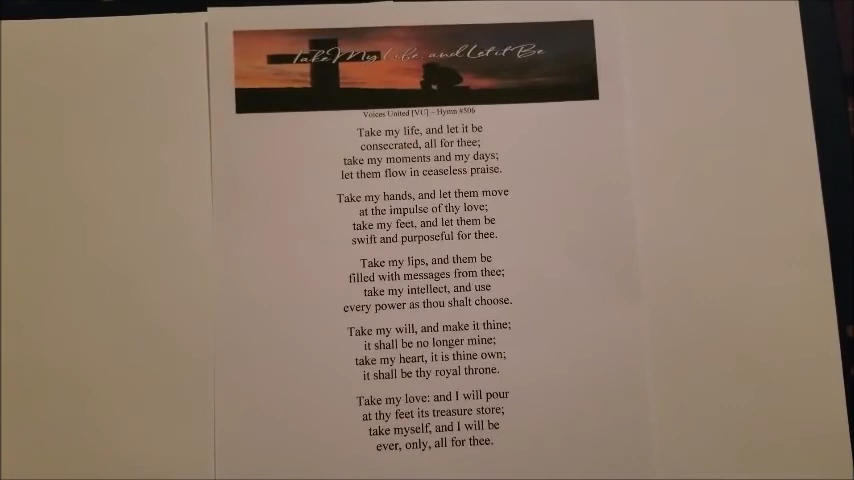 Take My Life, and Let it Be
Voices United [VU] ~ Hymn #506
Take my life, and let it be
consecrated, all for thee;
take my moments and my days;
let them flow in ceaseless praise.
Take my hands, and let them move
at the impulse of thy love;
take my feet, and let them be
swift and purposeful for thee.
Take my lips, and them be
filled with messages from thee;
take my intellect, and use
every power as thou shalt choose.
Take my will, and make it thine;
it shall be no longer mine;
take my heart, it is thine own;
it shall be thy royal throne.
Take my love: and I will pour
at thy feet its treasure store;
take myself, and I will be
ever, only, all for thee.